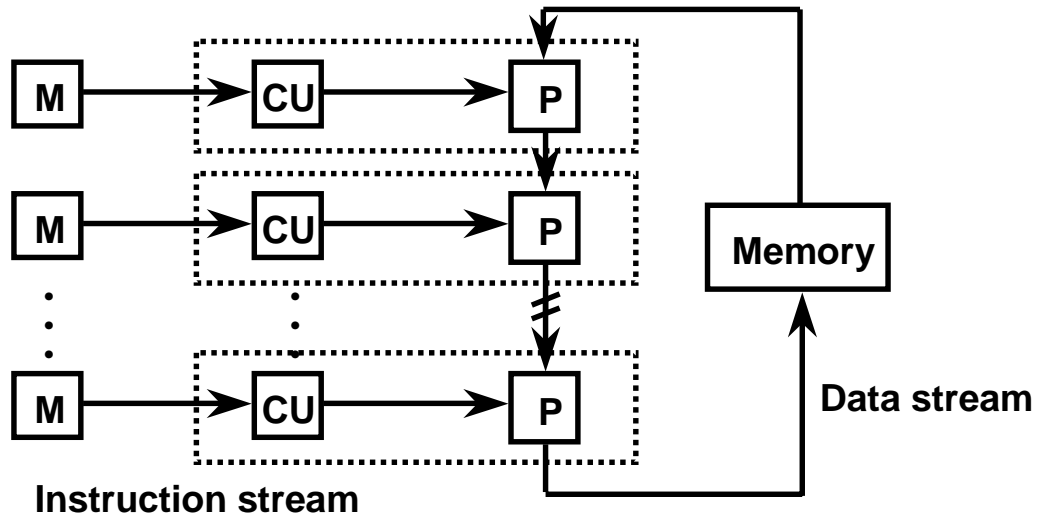 M CU P
M CU P
Memory
M CU P
Data stream
Instruction stream